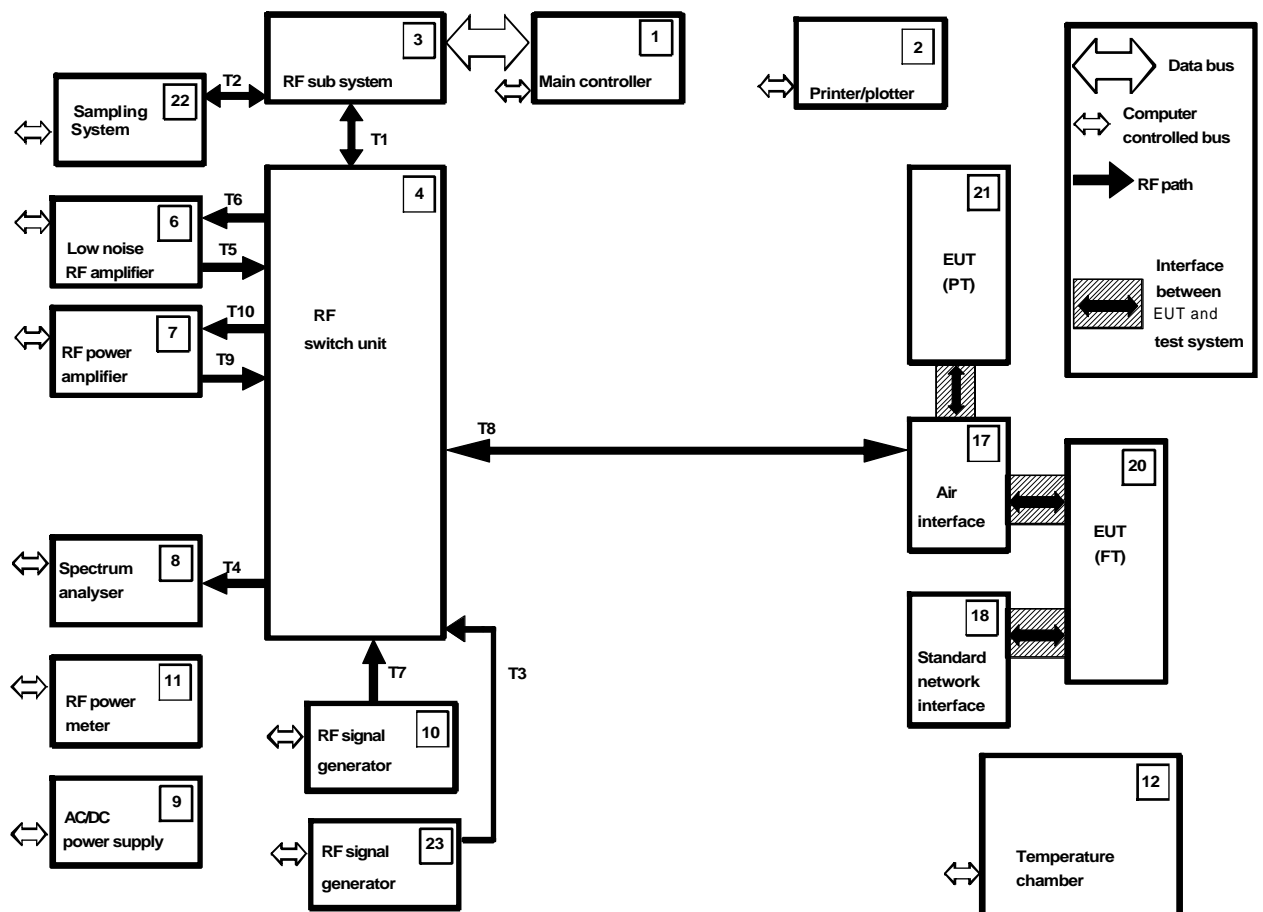 3
RF sub system
1
Main controller
2
Printer/plotter
Data bus
Computer
controlled bus
RF path
Interface
between
EUT and
test system
T2
22
Sampling
System
T1
4
RF
switch unit
T6
6
Low noise
RF amplifier
T5
T10
7
RF power
amplifier
T9
21
EUT
(PT)
T8
17
Air
interface
20
EUT
(FT)
8
Spectrum
analyser
T4
18
Standard
network
interface
11
RF power
meter
T7
T3
10
RF signal
generator
9
AC/DC
power supply
23
RF signal
generator
12
Temperature
chamber